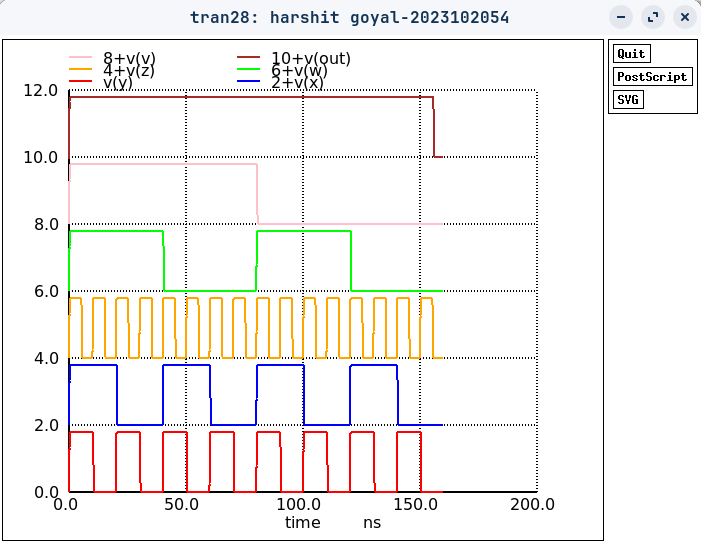 tran28: harshit goyal-2023102054
Quit
PostScript
SVG
8+v(v) 10+v(out)
4+v(z) 6+v(w)
v(y) 2+v(x)
12.0
10.0
8.0
6.0
4.0
2.0
0.0
0.0 50.0 100.0 150.0 200.0
time ns